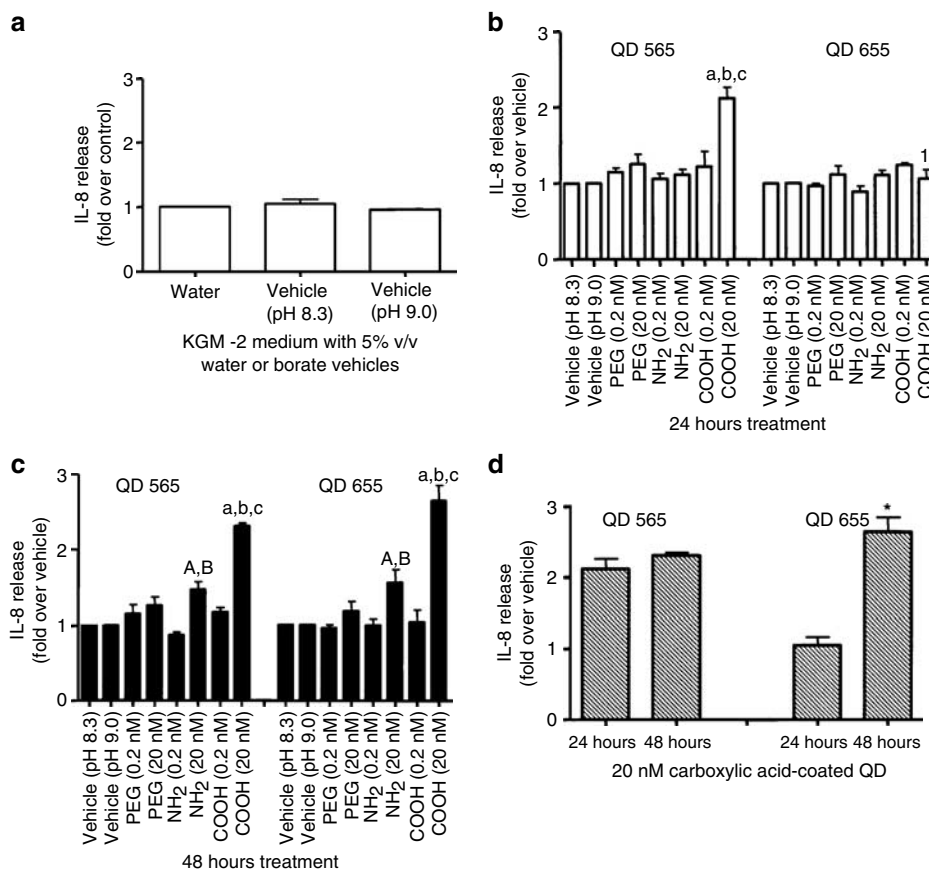 a
3
2
1
0
IL-8 release
(fold over control)
Water
Vehicle
(pH 8.3)
Vehicle
(pH 9.0)
KGM -2 medium with 5% v/v
water or borate vehicles
b
3
2
1
0
IL-8 release
(fold over vehicle)
QD 565
QD 655
a,b,c
1
Vehicle (pH 8.3)
Vehicle (pH 9.0)
PEG (0.2 nM)
PEG (20 nM)
NH2 (0.2 nM)
NH2 (20 nM)
COOH (0.2 nM)
COOH (20 nM)
Vehicle (pH 8.3)
Vehicle (pH 9.0)
PEG (0.2 nM)
PEG (20 nM)
NH2 (0.2 nM)
NH2 (20 nM)
COOH (0.2 nM)
COOH (20 nM)
24 hours treatment
c
3
2
1
0
IL-8 release
(fold over vehicle)
QD 565
QD 655
A,B
a,b,c
A,B
a,b,c
Vehicle (pH 8.3)
Vehicle (pH 9.0)
PEG (0.2 nM)
PEG (20 nM)
NH2 (0.2 nM)
NH2 (20 nM)
COOH (0.2 nM)
COOH (20 nM)
Vehicle (pH 8.3)
Vehicle (pH 9.0)
PEG (0.2 nM)
PEG (20 nM)
NH2 (0.2 nM)
NH2 (20 nM)
COOH (0.2 nM)
COOH (20 nM)
48 hours treatment
d
3
2
1
0
IL-8 release
(fold over vehicle)
QD 565
QD 655
*
24 hours 48 hours
24 hours 48 hours
20 nM carboxylic acid-coated QD